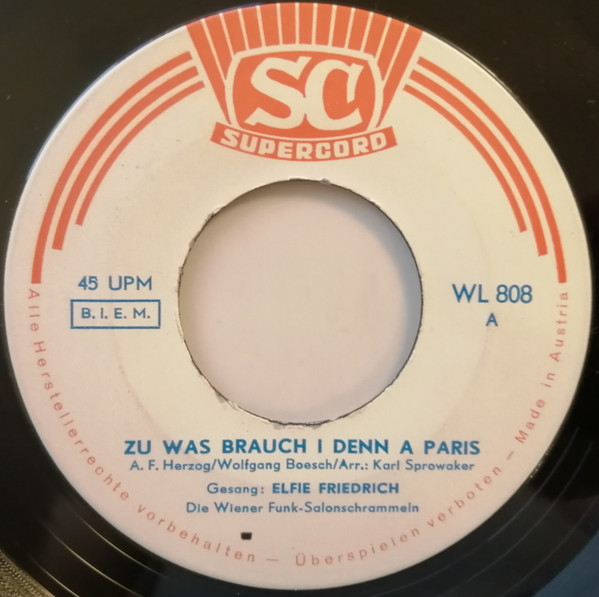 SC
SUPERCORD
45 UPM
B. I. E. M.
WL 808
A
ZU WAS BRAUCH I DENN A PARIS
A. F. Herzog/Wolfgang Boesch/Arr.: Karl Sprowaker
Gesang: ELFIE FRIEDRICH
Die Wiener Funk-Salonschrammeln
Alle Herstellerrechte vorbehalten — Überspielen verboten — Made in Austria